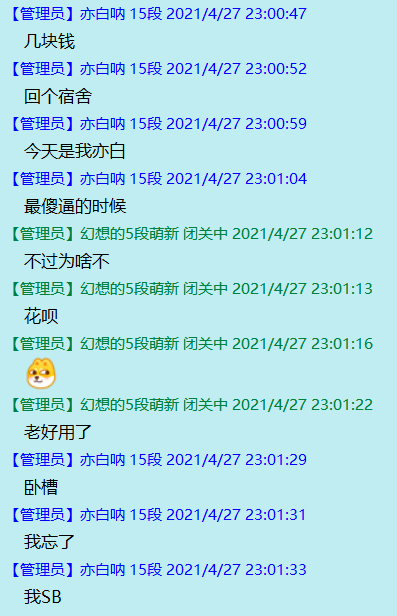 【管理员】亦白呐 15段 2021/4/27 23:00:47
几块钱
【管理员】亦白呐 15段 2021/4/27 23:00:52
回个宿舍
【管理员】亦白呐 15段 2021/4/27 23:00:59
今天是我亦白
【管理员】亦白呐 15段 2021/4/27 23:01:04
最傻逼的时候
【管理员】幻想的5段萌新 闭关中 2021/4/27 23:01:12
不过为啥不
【管理员】幻想的5段萌新 闭关中 2021/4/27 23:01:13
花呗
【管理员】幻想的5段萌新 闭关中 2021/4/27 23:01:16
【管理员】幻想的5段萌新 闭关中 2021/4/27 23:01:22
老好用了
【管理员】亦白呐 15段 2021/4/27 23:01:29
卧槽
【管理员】亦白呐 15段 2021/4/27 23:01:31
我忘了
【管理员】亦白呐 15段 2021/4/27 23:01:33
我SB